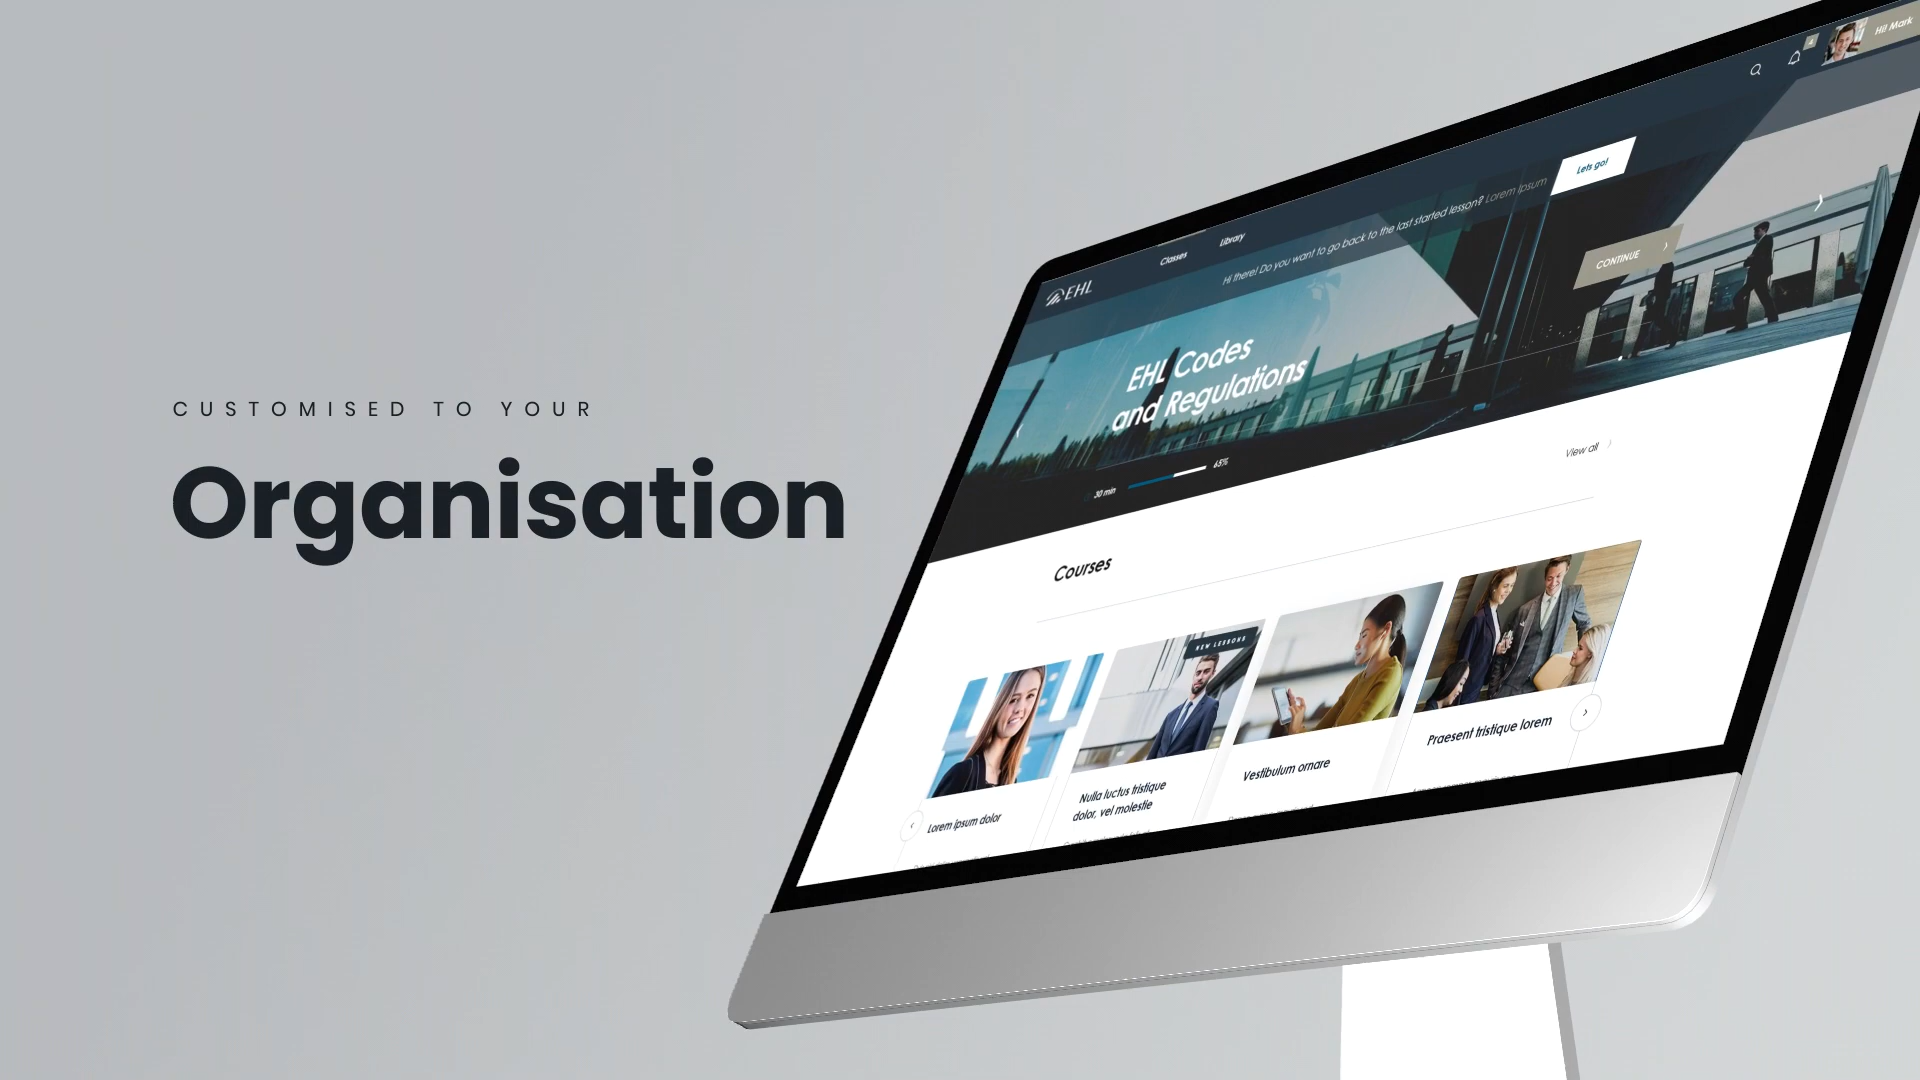 CUSTOMISED TO YOUR
Organisation
Hi! Mark
4
EHL
Classes
Library
Hi there! Do you want to go back to the last started lesson? Lorem Ipsum
Lets go!
EHL Codes
and Regulations
CONTINUE
30 min
65%
View all
Courses
NEW LESSONS
Lorem ipsum dolor
Nulla luctus tristique
dolor, vel molestie
Vestibulum ornare
Praesent tristique lorem